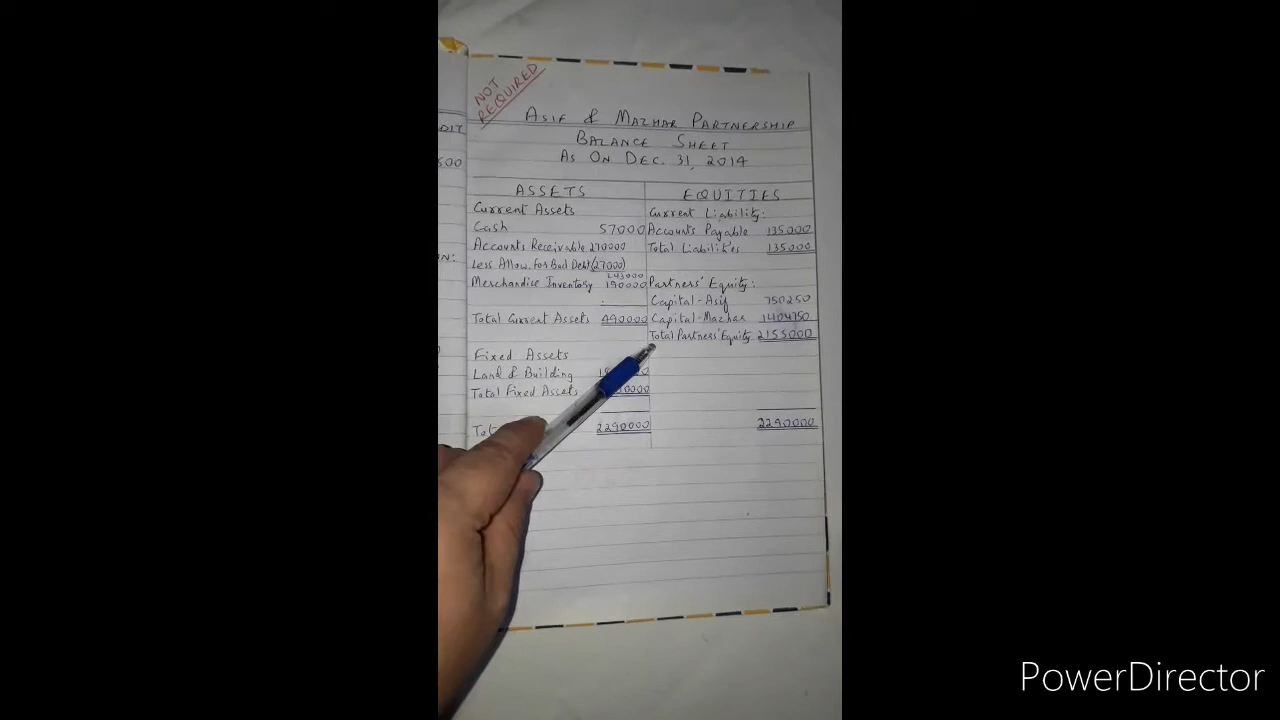 NOT
REQUIRED
DIT
500
N:
ASIF & MAZHAR PARTNERSHIP
BALANCE SHEET
AS ON DEC. 31, 2014
ASSETS
Current Assets
Cash 57000
Accounts Receivable 270000
Less Allow. For Bad Debt (27000)
243000
Merchandise Inventory 190000
Total Current Assets 490000
Fixed Assets
Land & Building
Total Fixed Assets
2290000
EQUITIES
Current Liability:
Accounts Payable 135000
Total Liabilities 135000
Partners' Equity:
Capital - Asif 750250
Capital - Mazhar 1404750
Total Partners' Equity 2155000
2290000
PowerDirector